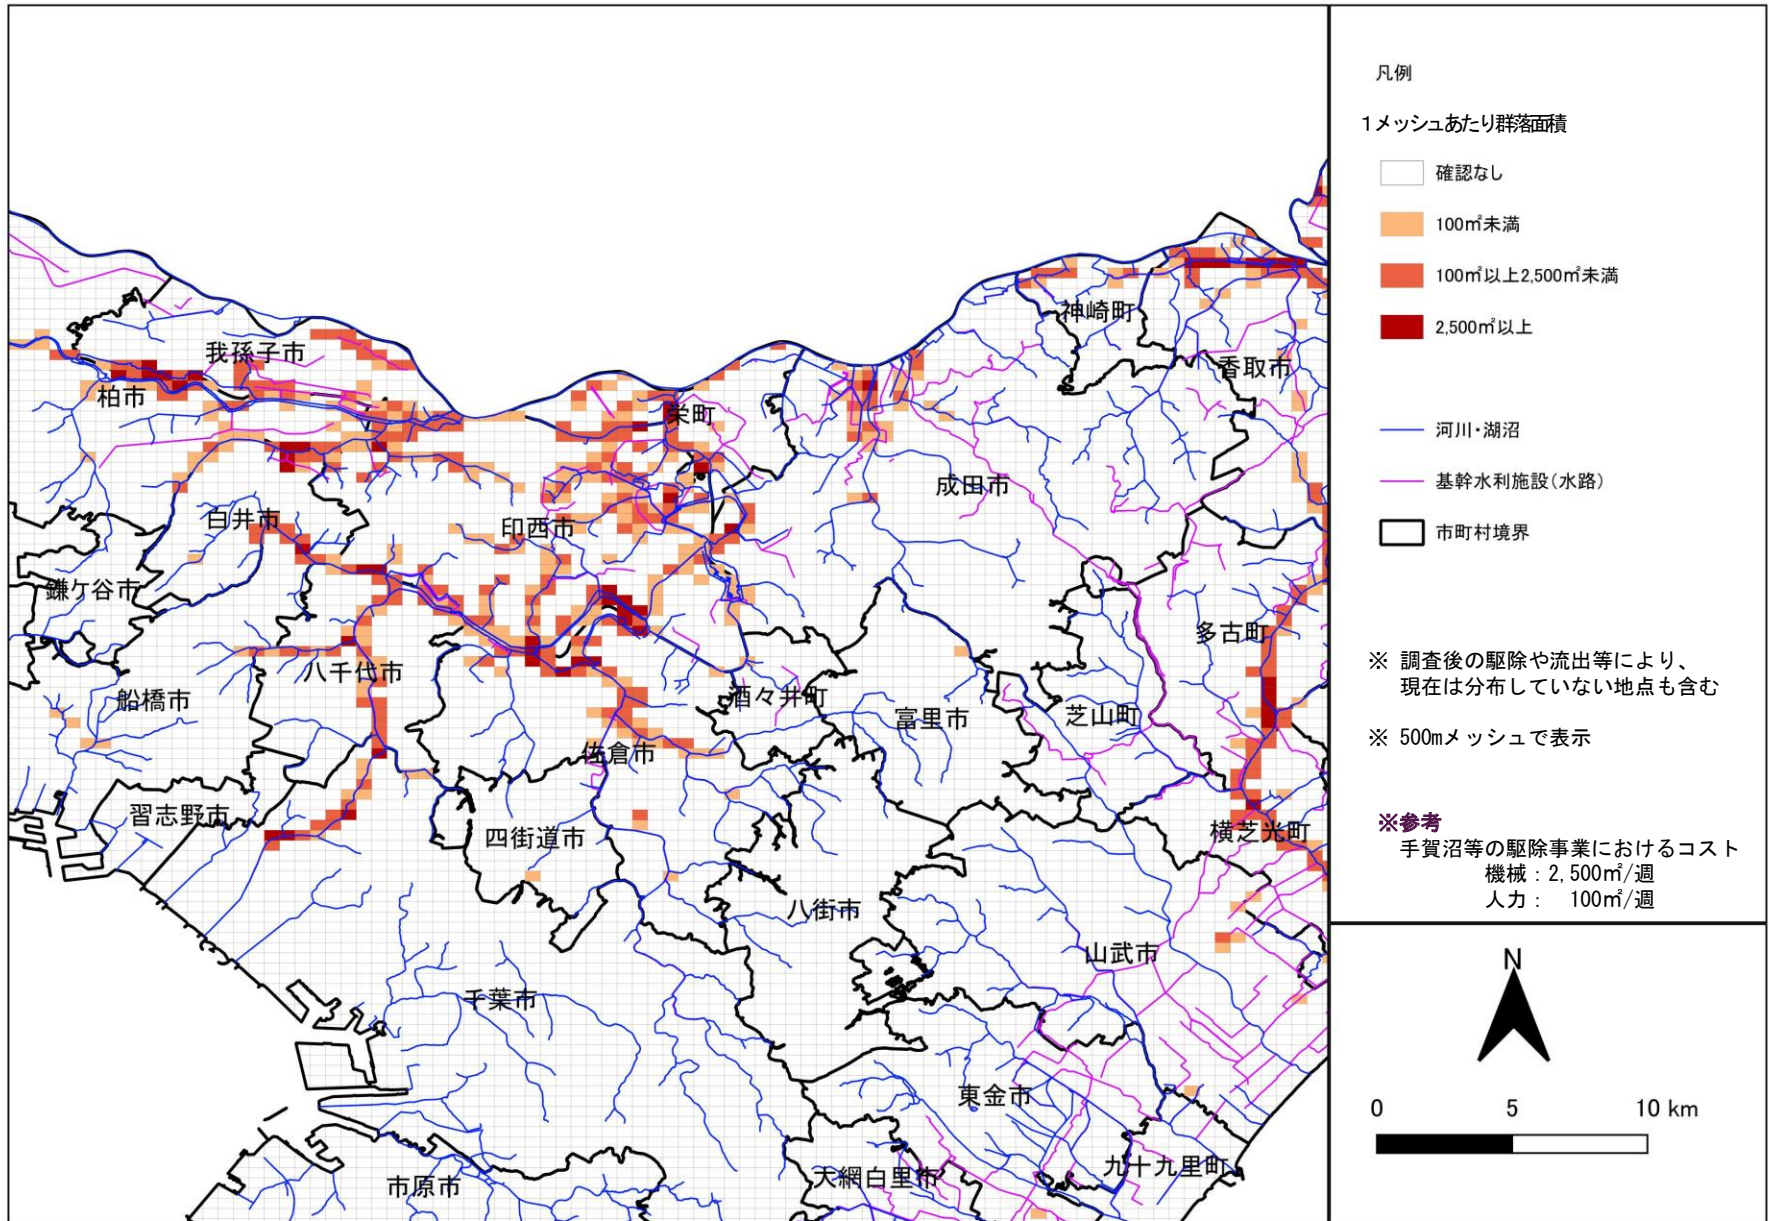 我孫子市
柏市
白井市
鎌ケ谷市
船橋市
八千代市
習志野市
印西市
栄町
神崎町
香取市
成田市
多古町
酒々井町
富里市
芝山町
佐倉市
四街道市
横芝光町
八街市
山武市
千葉市
東金市
市原市
大網白里市
九十九里町
凡例
1メッシュあたり群落面積
確認なし
100㎡未満
100㎡以上2,500㎡未満
2,500㎡以上
河川・湖沼
基幹水利施設(水路)
市町村境界
※ 調査後の駆除や流出等により、
現在は分布していない地点も含む
※ 500mメッシュで表示
※参考
手賀沼等の駆除事業におけるコスト
機械：2,500㎡/週
人力： 100㎡/週
N
0 5 10 km